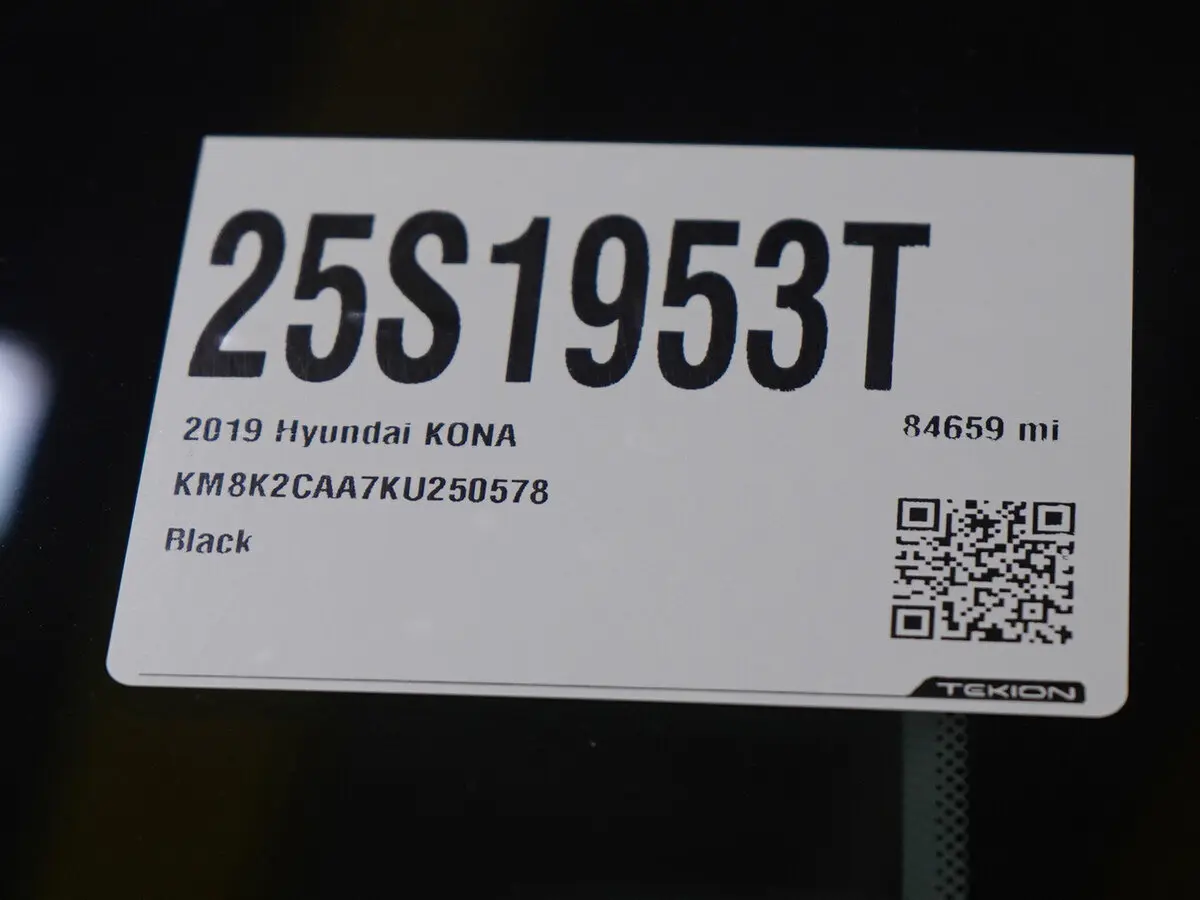 25S1953T
2019 Hyundai KONA
84659 mi
KM8K2CAA7KU250578
Black
TEKION